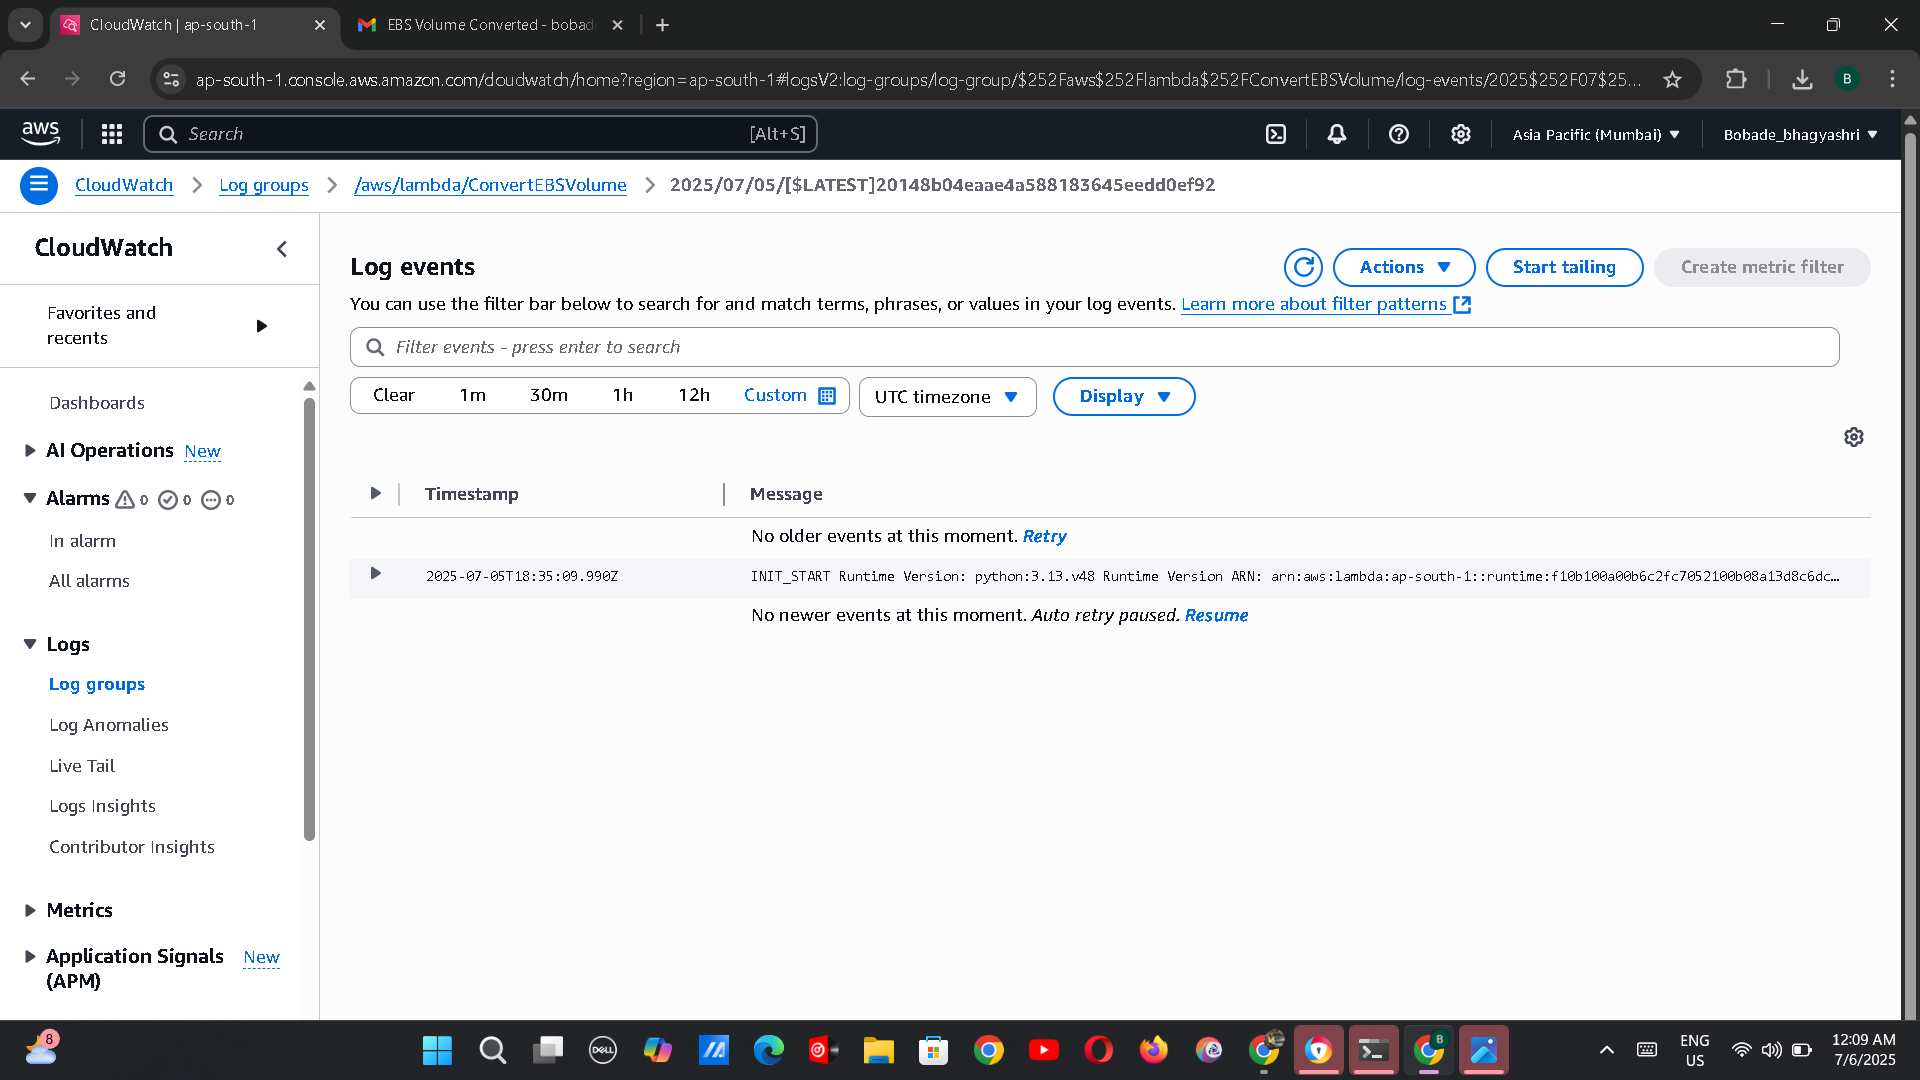 CloudWatch | ap-south-1
EBS Volume Converted - bobad
ap-south-1.console.aws.amazon.com/cloudwatch/home?region=ap-south-1#logsV2:log-groups/log-group/$252Faws$252Flambda$252FConvertEBSVolume/log-events/2025$252F07$25...
B
aws
Search
[Alt+S]
Asia Pacific (Mumbai)
Bobade_bhagyashri
CloudWatch
Log groups
/aws/lambda/ConvertEBSVolume
2025/07/05/[$LATEST]20148b04eaae4a588183645eedd0ef92
CloudWatch
Favorites and
recents
Dashboards
AI Operations New
Alarms 0 0 0
In alarm
All alarms
Logs
Log groups
Log Anomalies
Live Tail
Logs Insights
Contributor Insights
Metrics
Application Signals New
(APM)
Log events
Actions
Start tailing
Create metric filter
You can use the filter bar below to search for and match terms, phrases, or values in your log events. Learn more about filter patterns
Filter events - press enter to search
Clear 1m 30m 1h 12h Custom
UTC timezone
Display
Timestamp
Message
No older events at this moment. Retry
2025-07-05T18:35:09.990Z
INIT_START Runtime Version: python:3.13.v48 Runtime Version ARN: arn:aws:lambda:ap-south-1::runtime:f10b100a00b6c2fc7052100b08a13d8c6dc…
No newer events at this moment. Auto retry paused. Resume
8
DELL
B
ENG
US
12:09 AM
7/6/2025